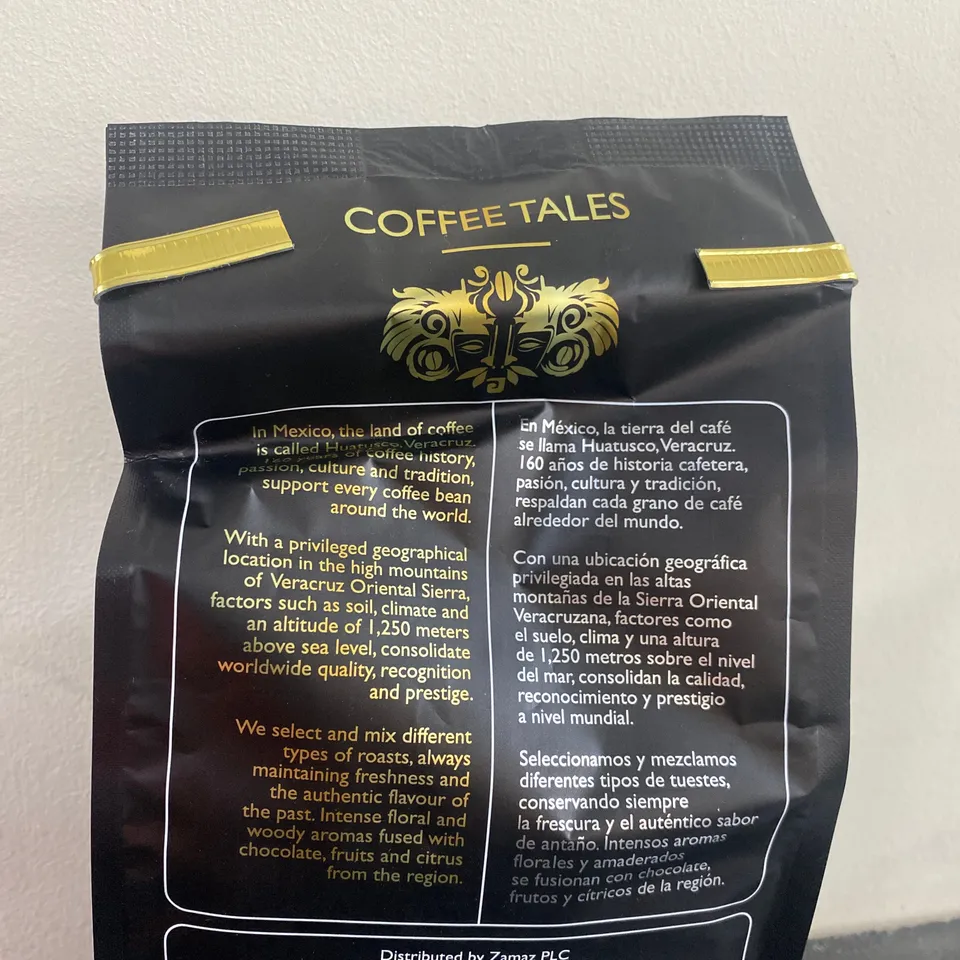 COFFEE TALES
In Mexico, the land of coffee
is called Huatusco, Veracruz.
160 years of coffee history,
passion, culture and tradition,
support every coffee bean
around the world.
With a privileged geographical
location in the high mountains
of Veracruz Oriental Sierra,
factors such as soil, climate and
an altitude of 1,250 meters
above sea level, consolidate
worldwide quality, recognition
and prestige.
We select and mix different
types of roasts, always
maintaining freshness and
the authentic flavour of
the past. Intense floral and
woody aromas fused with
chocolate, fruits and citrus
from the region.
En México, la tierra del café
se llama Huatusco, Veracruz.
160 años de historia cafetera,
pasión, cultura y tradición,
respaldan cada grano de café
alrededor del mundo.
Con una ubicación geográfica
privilegiada en las altas
montañas de la Sierra Oriental
Veracruzana, factores como
el suelo, clima y una altura
de 1,250 metros sobre el nivel
del mar, consolidan la calidad,
reconocimiento y prestigio
a nivel mundial.
Seleccionamos y mezclamos
diferentes tipos de tuestes,
conservando siempre
la frescura y el auténtico sabor
de antaño. Intensos aromas
florales y amaderados
se fusionan con chocolate,
frutos y cítricos de la región.
Distributed by Zamaz PLC